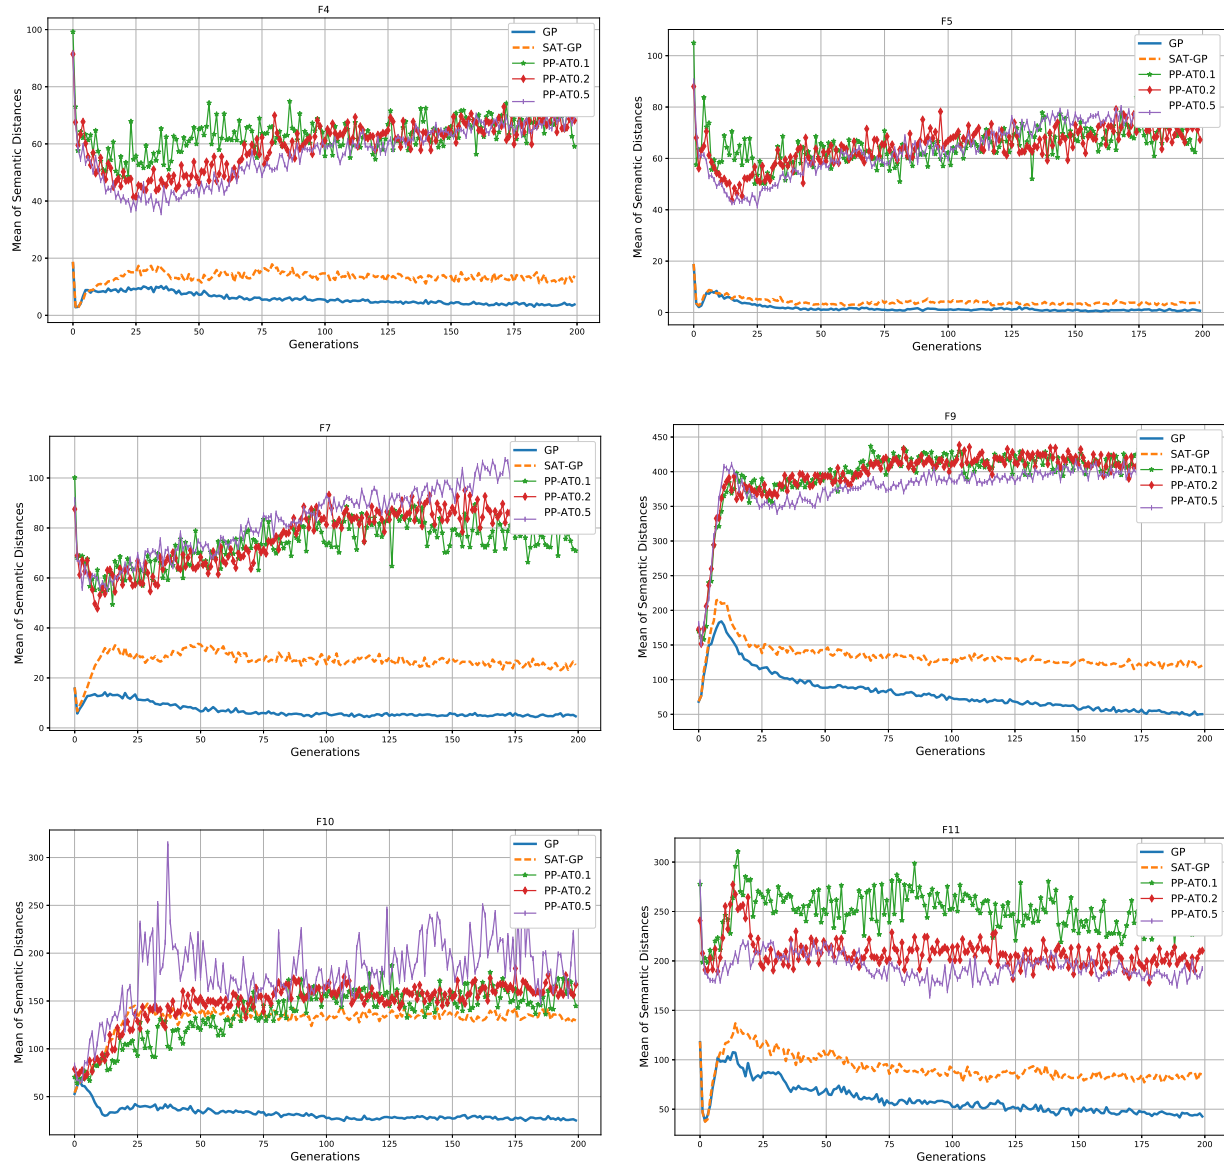 F4
100
80
60
40
20
0
Mean of Semantic Distances
0 25 50 75 100 125 150 175 200
Generations
GP
SAT-GP
PP-AT0.1
PP-AT0.2
PP-AT0.5
F5
100
80
60
40
20
0
Mean of Semantic Distances
0 25 50 75 100 125 150 175 200
Generations
GP
SAT-GP
PP-AT0.1
PP-AT0.2
PP-AT0.5
F7
100
80
60
40
20
0
Mean of Semantic Distances
0 25 50 75 100 125 150 175 200
Generations
GP
SAT-GP
PP-AT0.1
PP-AT0.2
PP-AT0.5
F9
450
400
350
300
250
200
150
100
50
Mean of Semantic Distances
0 25 50 75 100 125 150 175 200
Generations
GP
SAT-GP
PP-AT0.1
PP-AT0.2
PP-AT0.5
F10
300
250
200
150
100
50
Mean of Semantic Distances
0 25 50 75 100 125 150 175 200
Generations
GP
SAT-GP
PP-AT0.1
PP-AT0.2
PP-AT0.5
F11
300
250
200
150
100
50
Mean of Semantic Distances
0 25 50 75 100 125 150 175 200
Generations
GP
SAT-GP
PP-AT0.1
PP-AT0.2
PP-AT0.5